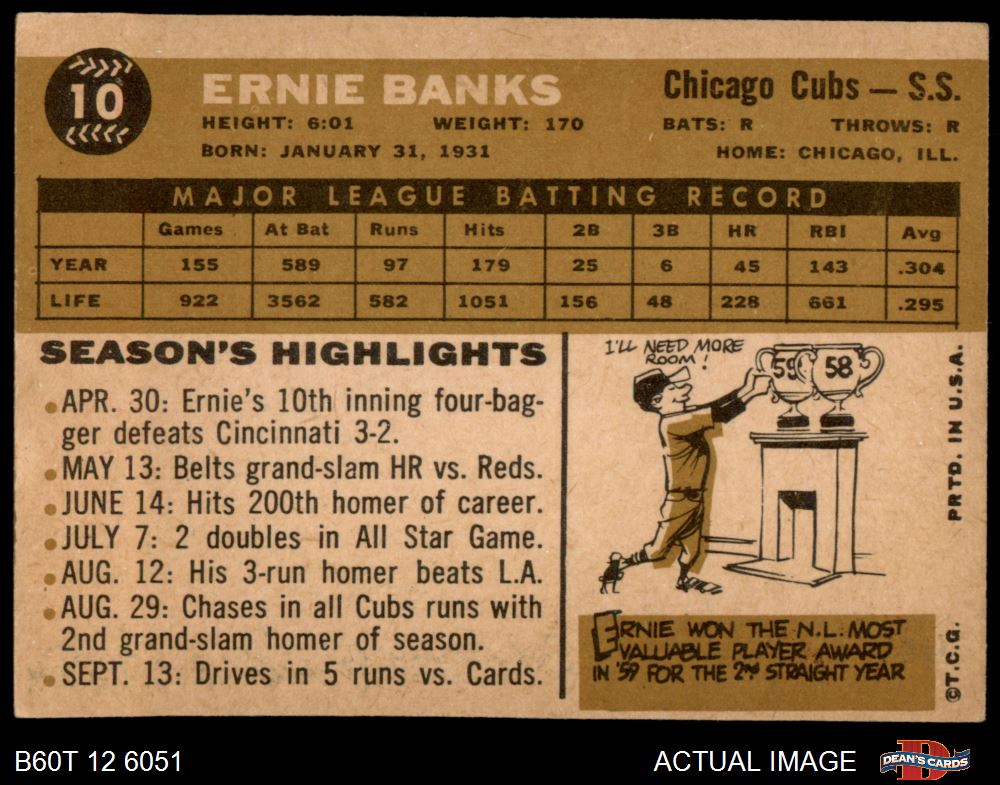 10
ERNIE BANKS
Chicago Cubs — S.S.
HEIGHT: 6:01 WEIGHT: 170 BATS: R THROWS: R
BORN: JANUARY 31, 1931 HOME: CHICAGO, ILL.
MAJOR LEAGUE BATTING RECORD
Games At Bat Runs Hits 2B 3B HR RBI Avg
YEAR 155 589 97 179 25 6 45 143 .304
LIFE 922 3562 582 1051 156 48 228 661 .295
SEASON'S HIGHLIGHTS
• APR. 30: Ernie's 10th inning four-bag-
ger defeats Cincinnati 3-2.
• MAY 13: Belts grand-slam HR vs. Reds.
• JUNE 14: Hits 200th homer of career.
• JULY 7: 2 doubles in All Star Game.
• AUG. 12: His 3-run homer beats L.A.
• AUG. 29: Chases in all Cubs runs with
2nd grand-slam homer of season.
• SEPT. 13: Drives in 5 runs vs. Cards.
I'LL NEED MORE
ROOM!
59 58
ERNIE WON THE N.L. MOST
VALUABLE PLAYER AWARD
IN '59 FOR THE 2ND STRAIGHT YEAR
PRTD. IN U.S.A.
©T.C.G.
B60T 12 6051
ACTUAL IMAGE
D
DEAN'S CARDS